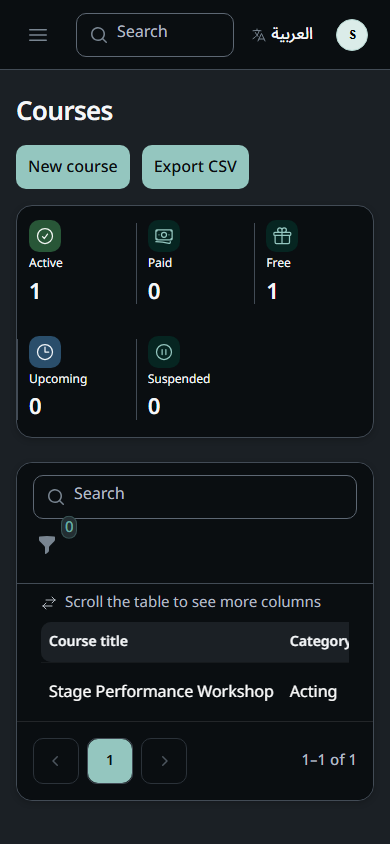 Search
العربية
S
Courses
New course
Export CSV
Active
1
Paid
0
Free
1
Upcoming
0
Suspended
0
Search
0
Scroll the table to see more columns
Course title Category
Stage Performance Workshop Acting
1
1–1 of 1